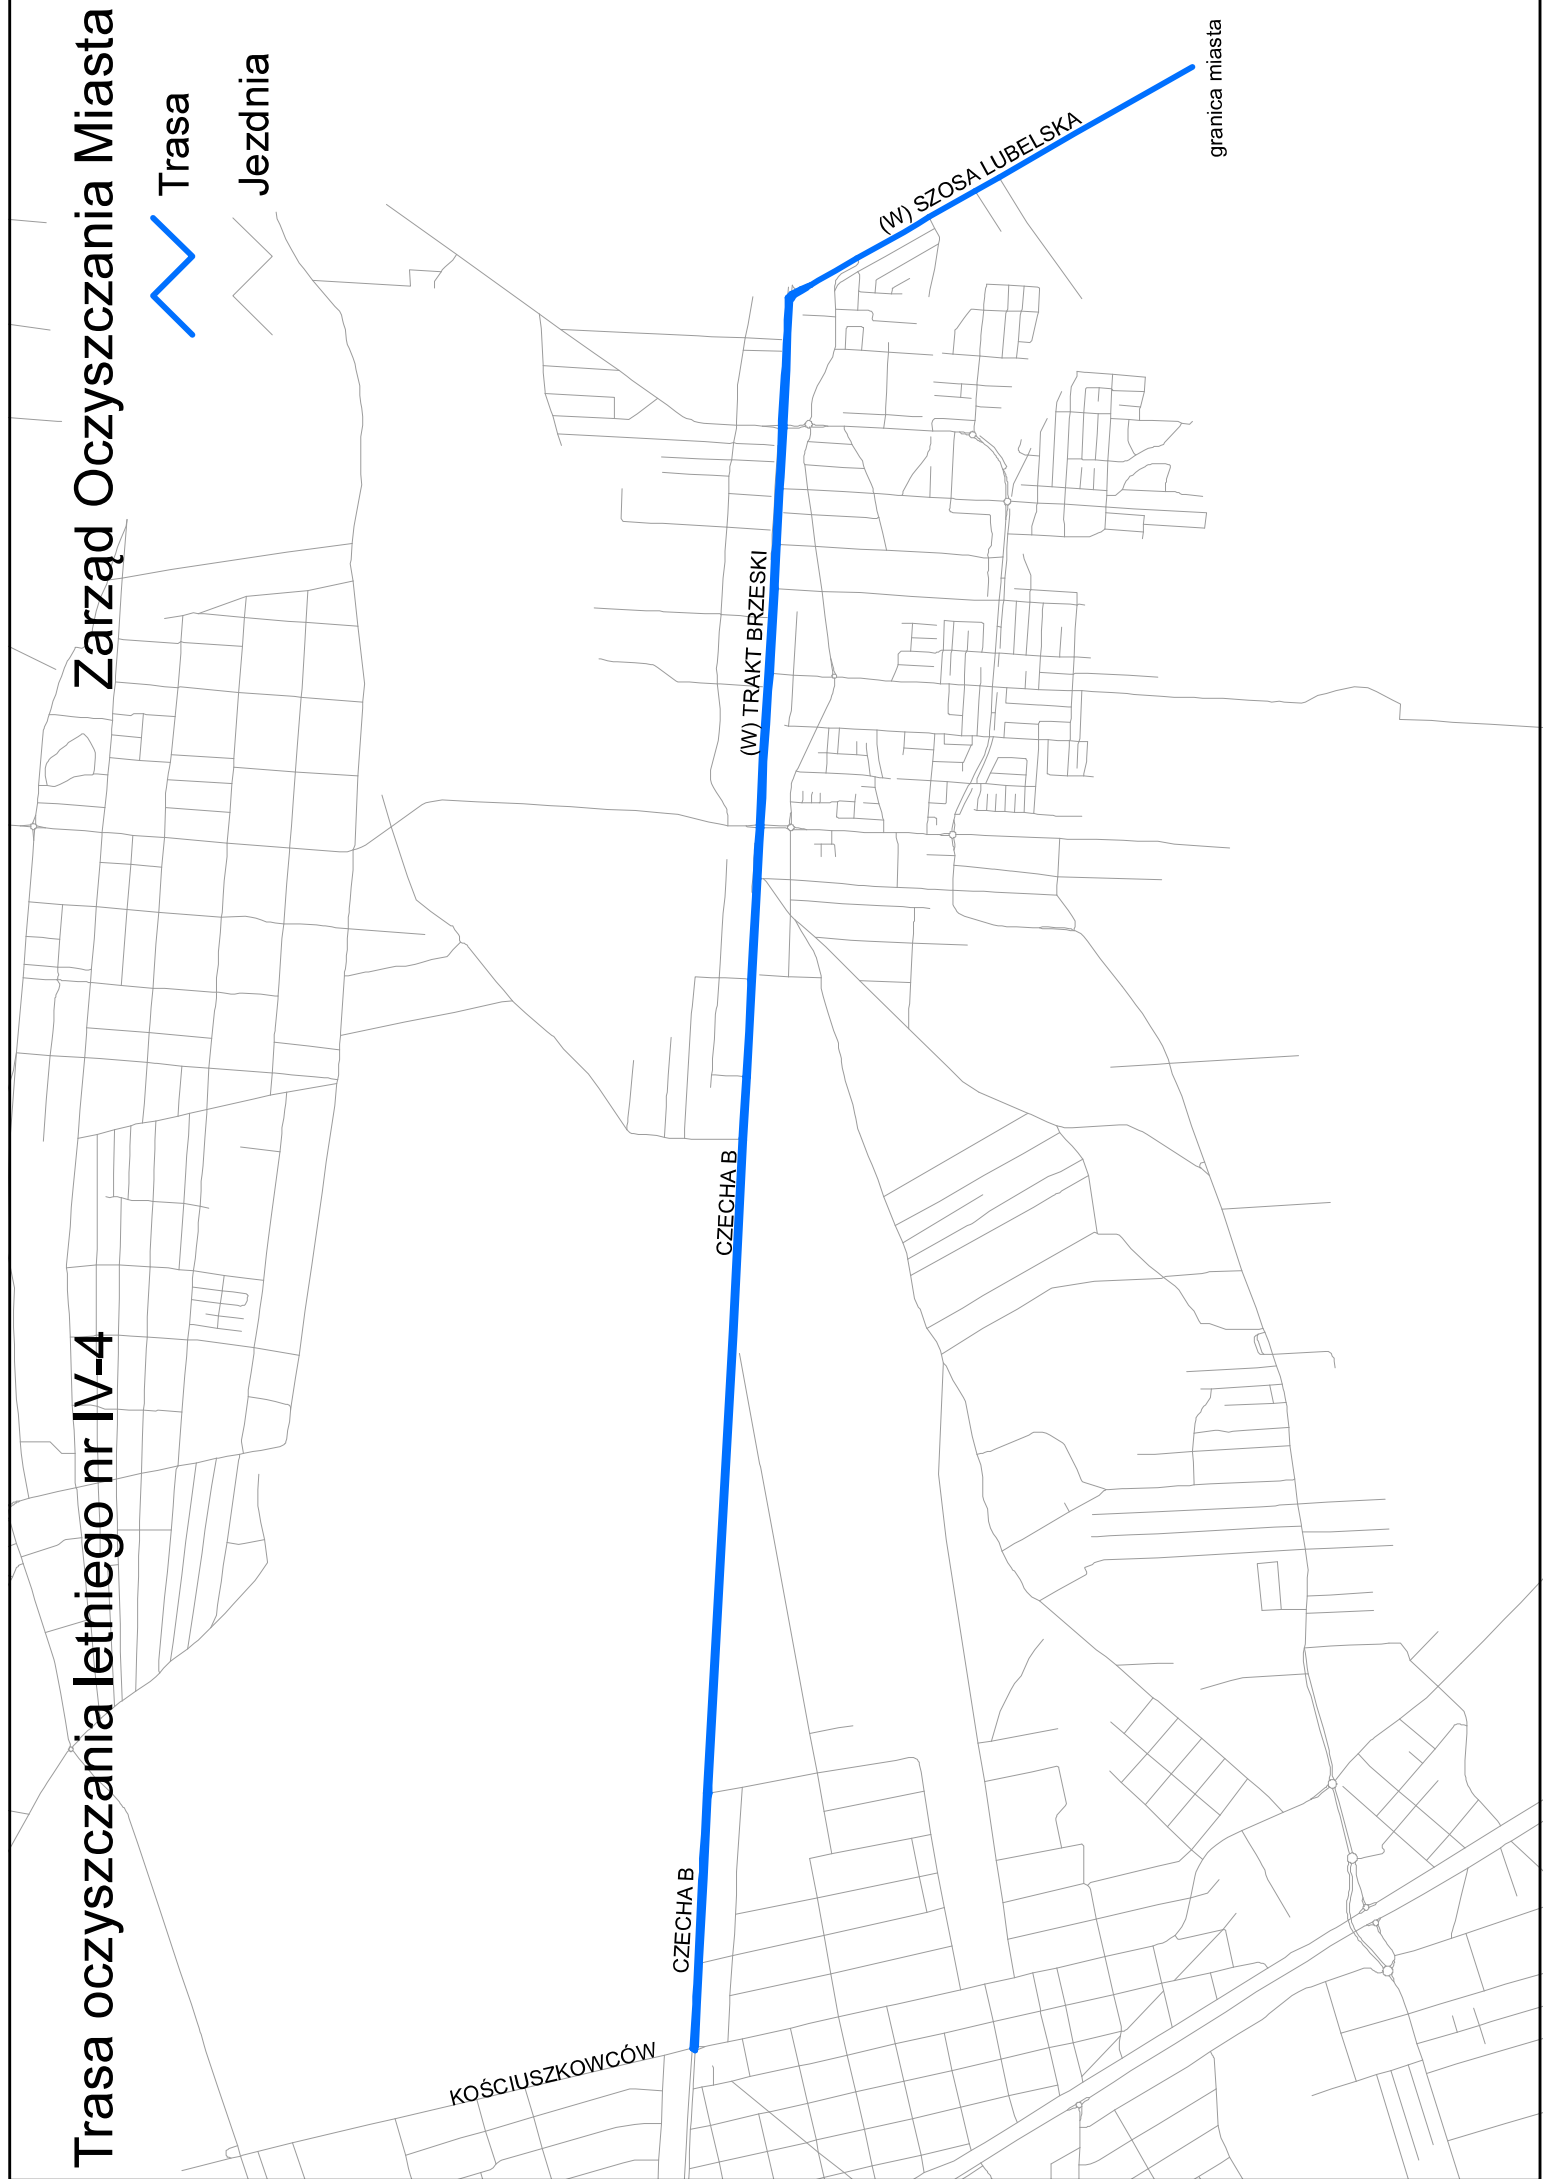 Trasa oczyszczania letniego nr IV-4
Zarząd Oczyszczania Miasta
Trasa
Jezdnia
KOŚCIUSZKOWCÓW
CZECHA B
CZECHA B
(W) TRAKT BRZESKI
(W) SZOSA LUBELSKA
granica miasta